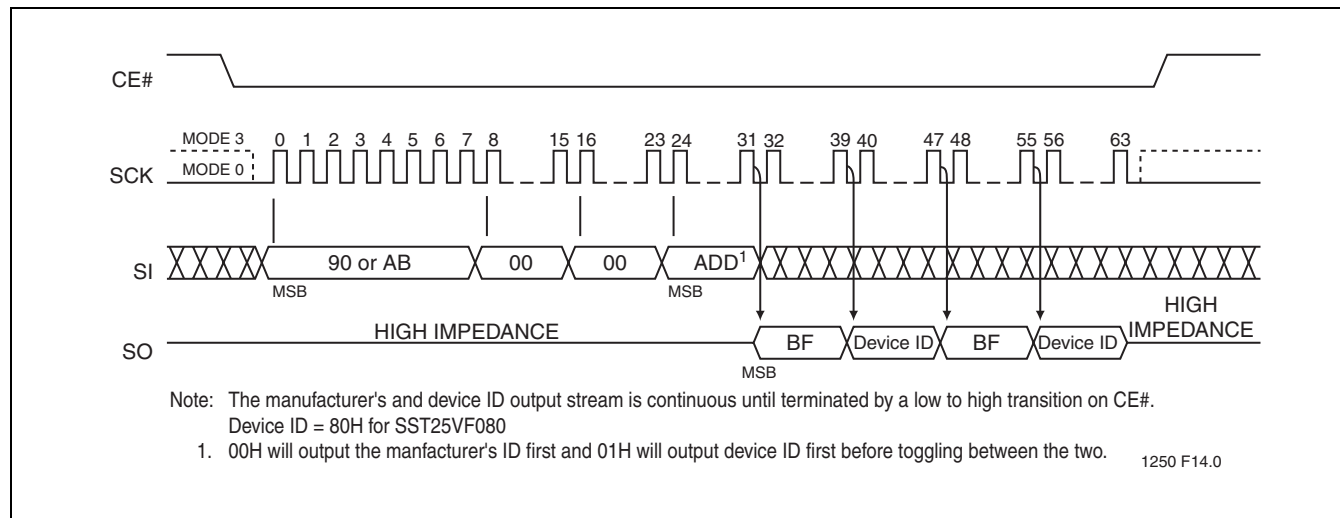 CE#
MODE 3 0 1 2 3 4 5 6 7 8 15 16 23 24 31 32 39 40 47 48 55 56 63
MODE 0
SCK
SI 90 or AB 00 00 ADD1
MSB MSB
HIGH IMPEDANCE
HIGH IMPEDANCE
SO BF Device ID BF Device ID
MSB
Note: The manufacturer's and device ID output stream is continuous until terminated by a low to high transition on CE#.
Device ID = 80H for SST25VF080
1. 00H will output the manfacturer's ID first and 01H will output device ID first before toggling between the two.
1250 F14.0